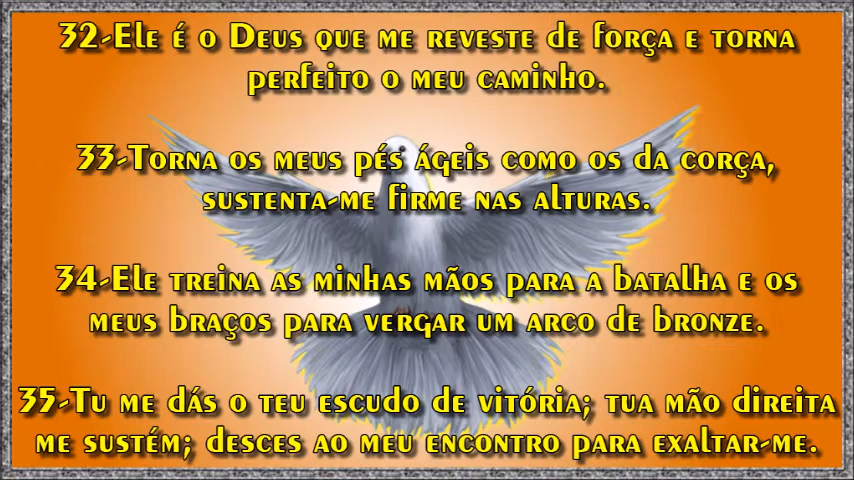 32-Ele é o Deus que me reveste de força e torna
perfeito o meu caminho.
33-Torna os meus pés ágeis como os da corça,
sustenta-me firme nas alturas.
34-Ele treina as minhas mãos para a batalha e os
meus braços para vergar um arco de bronze.
35-Tu me dás o teu escudo de vitória; tua mão direita
me sustém; desces ao meu encontro para exaltar-me.